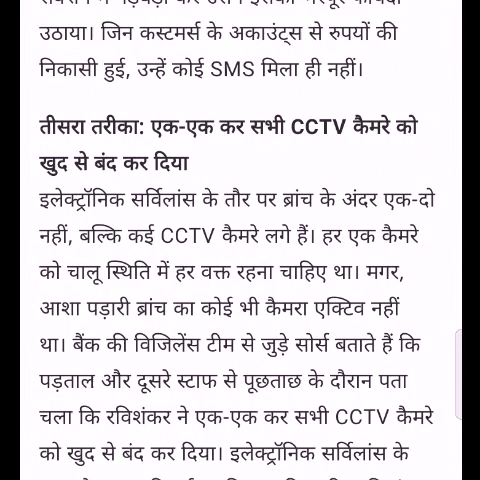 उठाया। जिन कस्टमर्स के अकाउंट्स से रुपयों की
निकासी हुई, उन्हें कोई SMS मिला ही नहीं।
तीसरा तरीका: एक-एक कर सभी CCTV कैमरे को
खुद से बंद कर दिया
इलेक्ट्रॉनिक सर्विलांस के तौर पर ब्रांच के अंदर एक-दो
नहीं, बल्कि कई CCTV कैमरे लगे हैं। हर एक कैमरे
को चालू स्थिति में हर वक्त रहना चाहिए था। मगर,
आशा पड़ारी ब्रांच का कोई भी कैमरा एक्टिव नहीं
था। बैंक की विजिलेंस टीम से जुड़े सोर्स बताते हैं कि
पड़ताल और दूसरे स्टाफ से पूछताछ के दौरान पता
चला कि रविशंकर ने एक-एक कर सभी CCTV कैमरे
को खुद से बंद कर दिया। इलेक्ट्रॉनिक सर्विलांस के